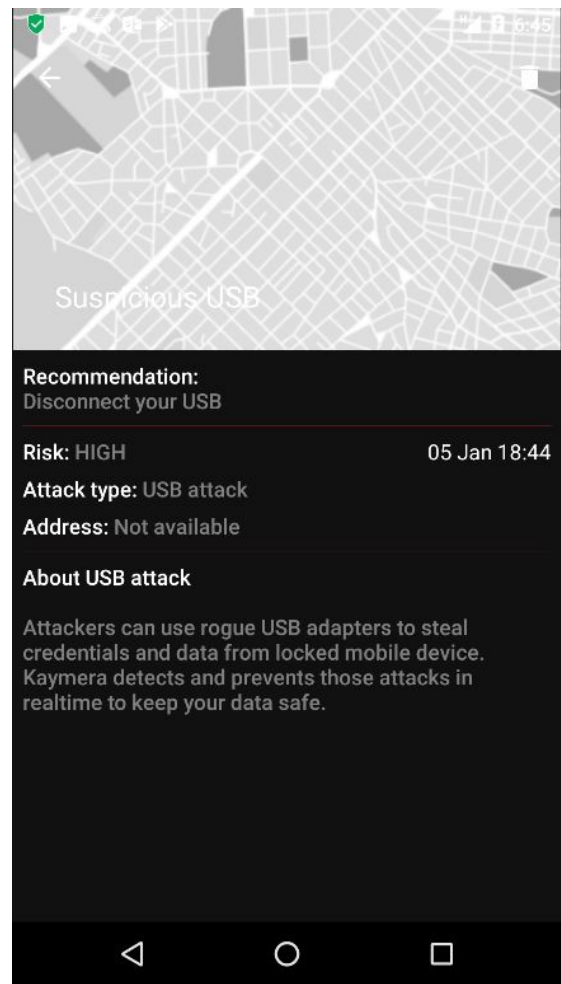 6:45
Suspicious USB
Recommendation:
Disconnect your USB
Risk: HIGH 05 Jan 18:44
Attack type: USB attack
Address: Not available
About USB attack
Attackers can use rogue USB adapters to steal
credentials and data from locked mobile device.
Kaymera detects and prevents those attacks in
realtime to keep your data safe.